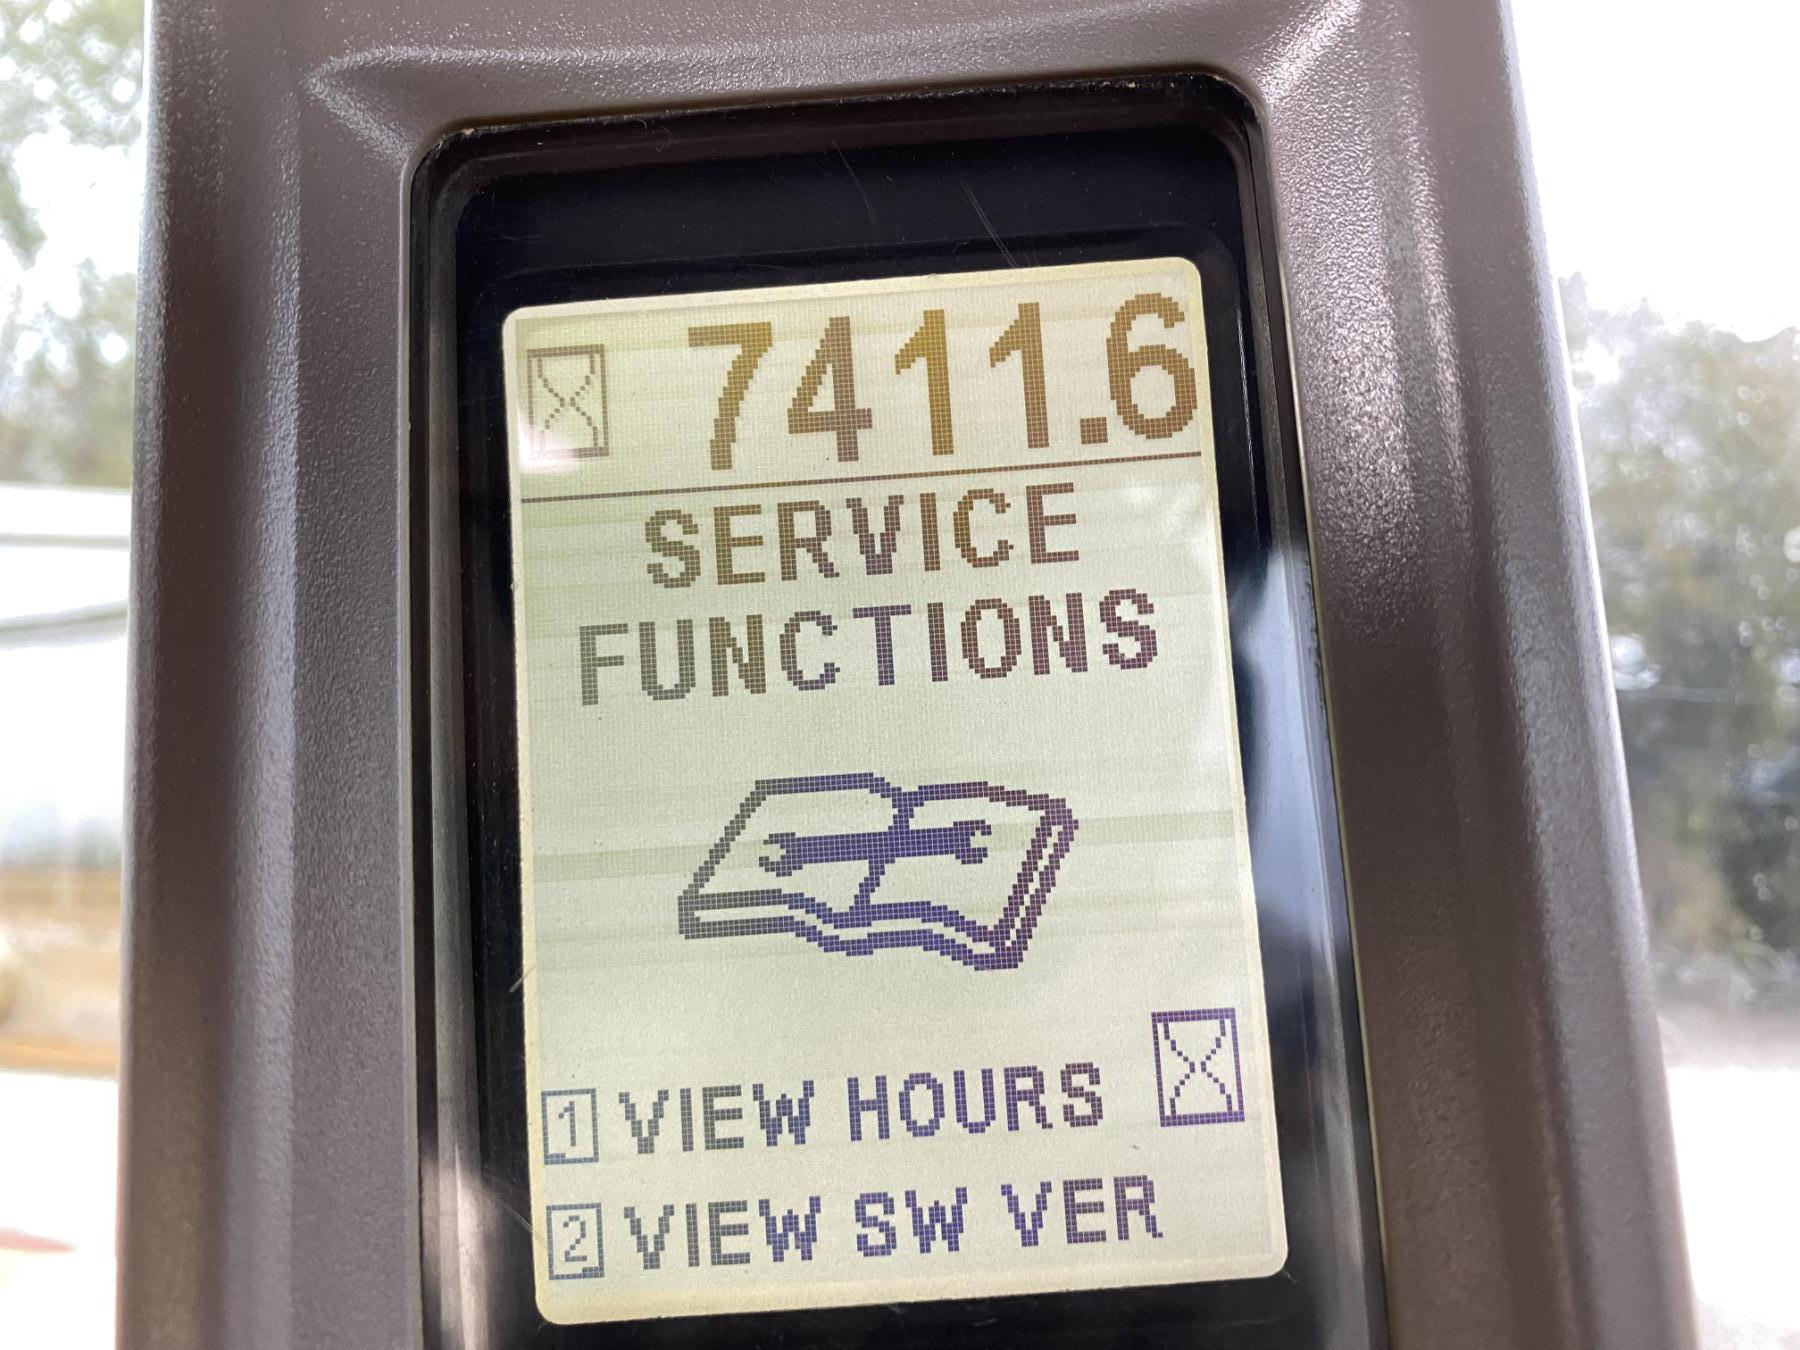 7411.6
SERVICE
FUNCTIONS
1 VIEW HOURS
2 VIEW SW VER